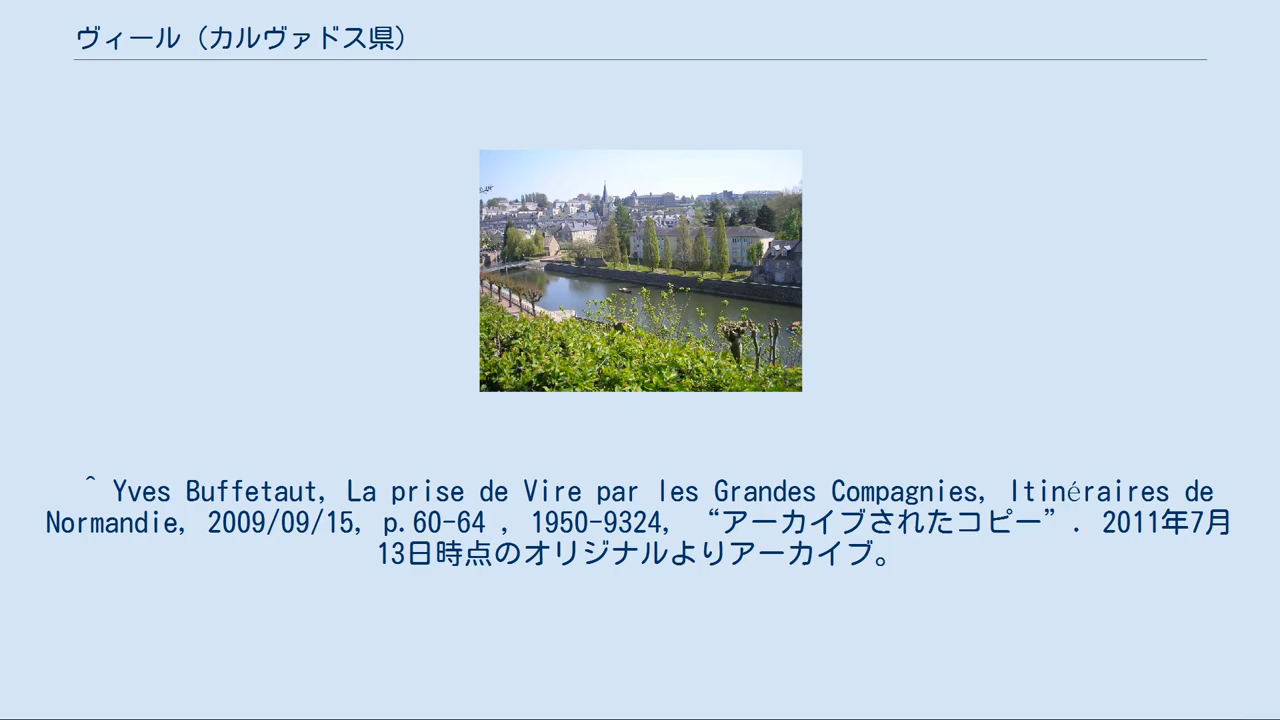 ヴィール（カルヴァドス県）
^ Yves Buffetaut, La prise de Vire par les Grandes Compagnies, Itinéraires de
Normandie, 2009/09/15, p.60-64 , 1950-9324, “アーカイブされたコピー”. 2011年7月
13日時点のオリジナルよりアーカイブ。